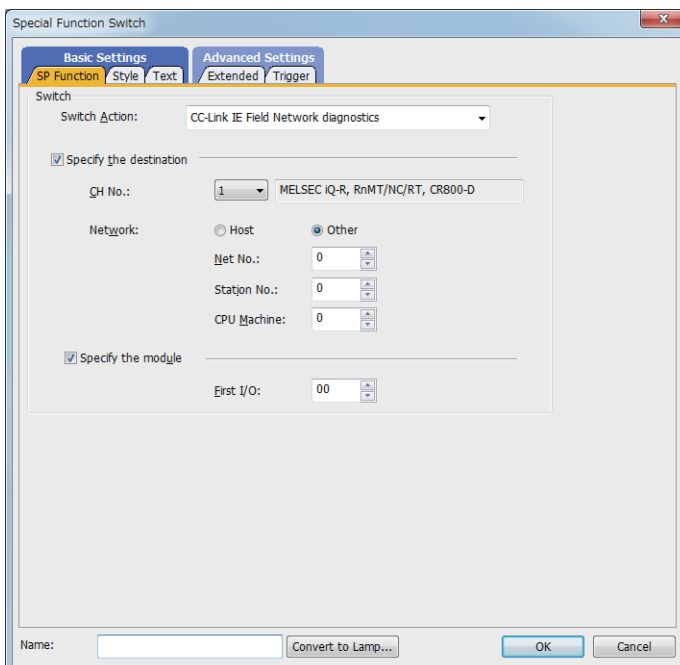 Special Function Switch
Basic Settings Advanced Settings
SP Function Style Text Extended Trigger
Switch
Switch Action: CC-Link IE Field Network diagnostics
Specify the destination
CH No.: 1 MELSEC iQ-R, RnMT/NC/RT, CR800-D
Network: Host Other
Net No.: 0
Station No.: 0
CPU Machine: 0
Specify the module
First I/O: 00
Name: Convert to Lamp... OK Cancel